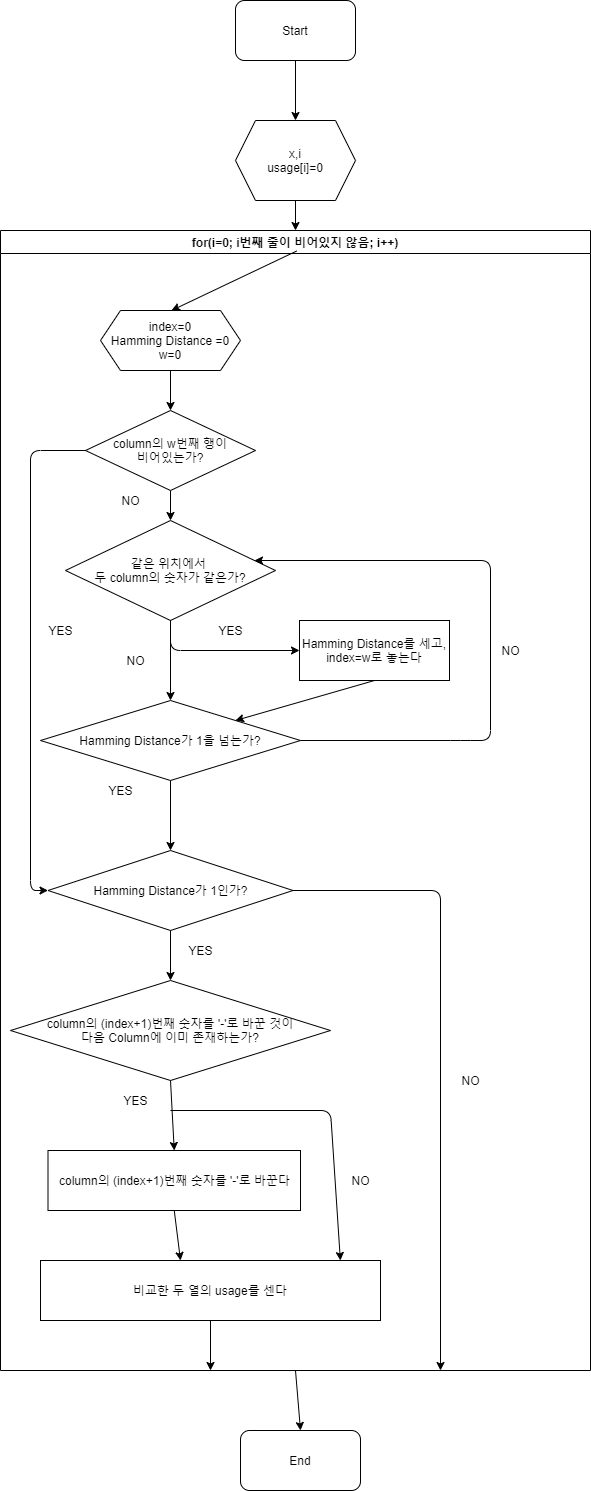 Start
x,i
usage[i]=0
for(i=0; i번째 줄이 비어있지 않음; i++)
index=0
Hamming Distance =0
w=0
column의 w번째 행이
비어있는가?
NO
같은 위치에서
두 column의 숫자가 같은가?
YES
YES
Hamming Distance를 세고,
index=w로 놓는다
NO
NO
Hamming Distance가 1을 넘는가?
YES
Hamming Distance가 1인가?
YES
column의 (index+1)번째 숫자를 '-'로 바꾼 것이
다음 Column에 이미 존재하는가?
NO
YES
column의 (index+1)번째 숫자를 '-'로 바꾼다
NO
비교한 두 열의 usage를 센다
End